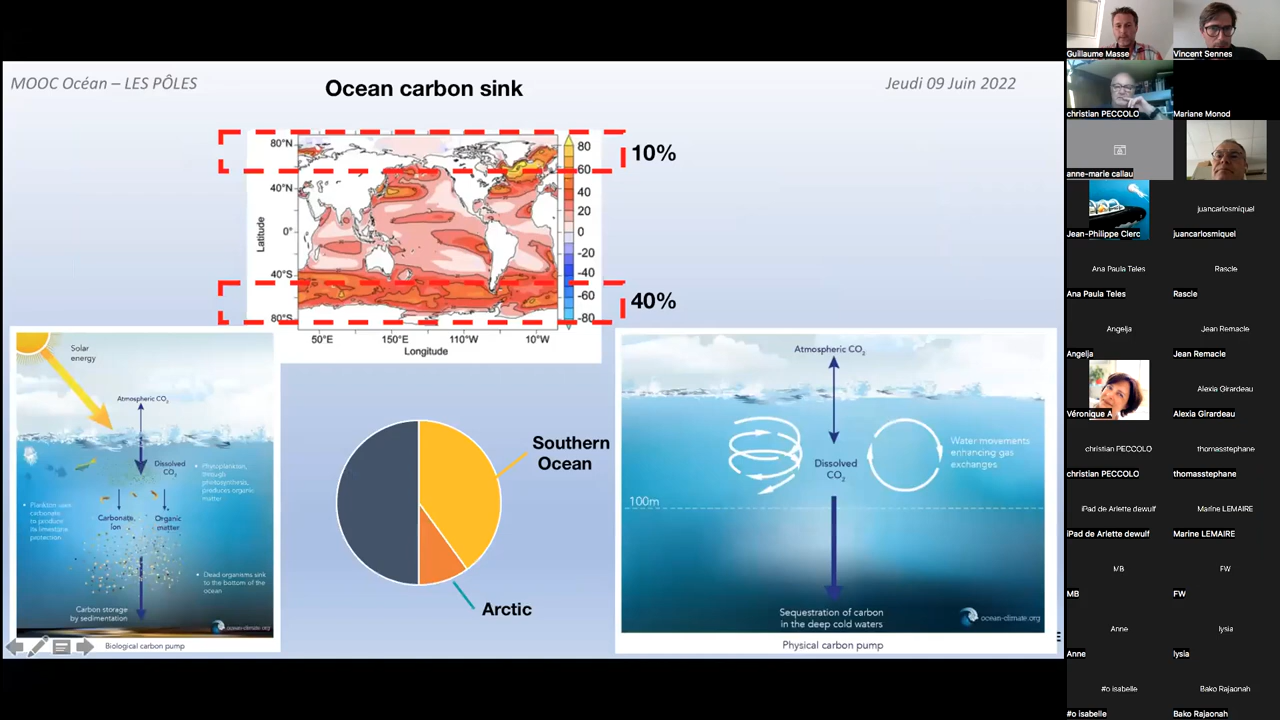 MOOC Océan – LES PÔLES
Ocean carbon sink
Jeudi 09 Juin 2022
80°N
40°N
0°
40°S
80°S
Latitude
50°E
150°E
110°W
10°W
Longitude
80
60
40
20
0
-20
-40
-60
-80
10%
40%
Solar
energy
Atmospheric CO2
Dissolved
CO2
Phytoplankton,
through
photosynthesis,
produces organic
matter
Plankton uses
carbonate
to produce
its limestone
protection.
Carbonate
ion
Organic
matter
Dead organisms sink
to the bottom of the
ocean
Carbon storage
by sedimentation
ocean-climate.org
Biological carbon pump
Southern
Ocean
Arctic
Atmospheric CO2
Water movements
enhancing gas
exchanges.
Dissolved
CO2
100m
Sequestration of carbon
in the deep cold waters
ocean-climate.org
Physical carbon pump
Guillaume Masse
Vincent Sennes
christian PECCOLO
Mariane Monod
anne-marie callau
Jean-Philippe Clerc
juancarlosmiquel
juancarlosmiquel
Ana Paula Teles
Ana Paula Teles
Rascle
Rascle
Angelja
Angelja
Jean Remacle
Jean Remacle
Véronique A
Alexia Girardeau
Alexia Girardeau
christian PECCOLO
christian PECCOLO
thomasstephane
thomasstephane
iPad de Arlette dewulf
iPad de Arlette dewulf
Marine LEMAIRE
Marine LEMAIRE
MB
MB
FW
FW
Anne
Anne
lysia
lysia
#o isabelle
#o isabelle
Bako Rajaonah
Bako Rajaonah